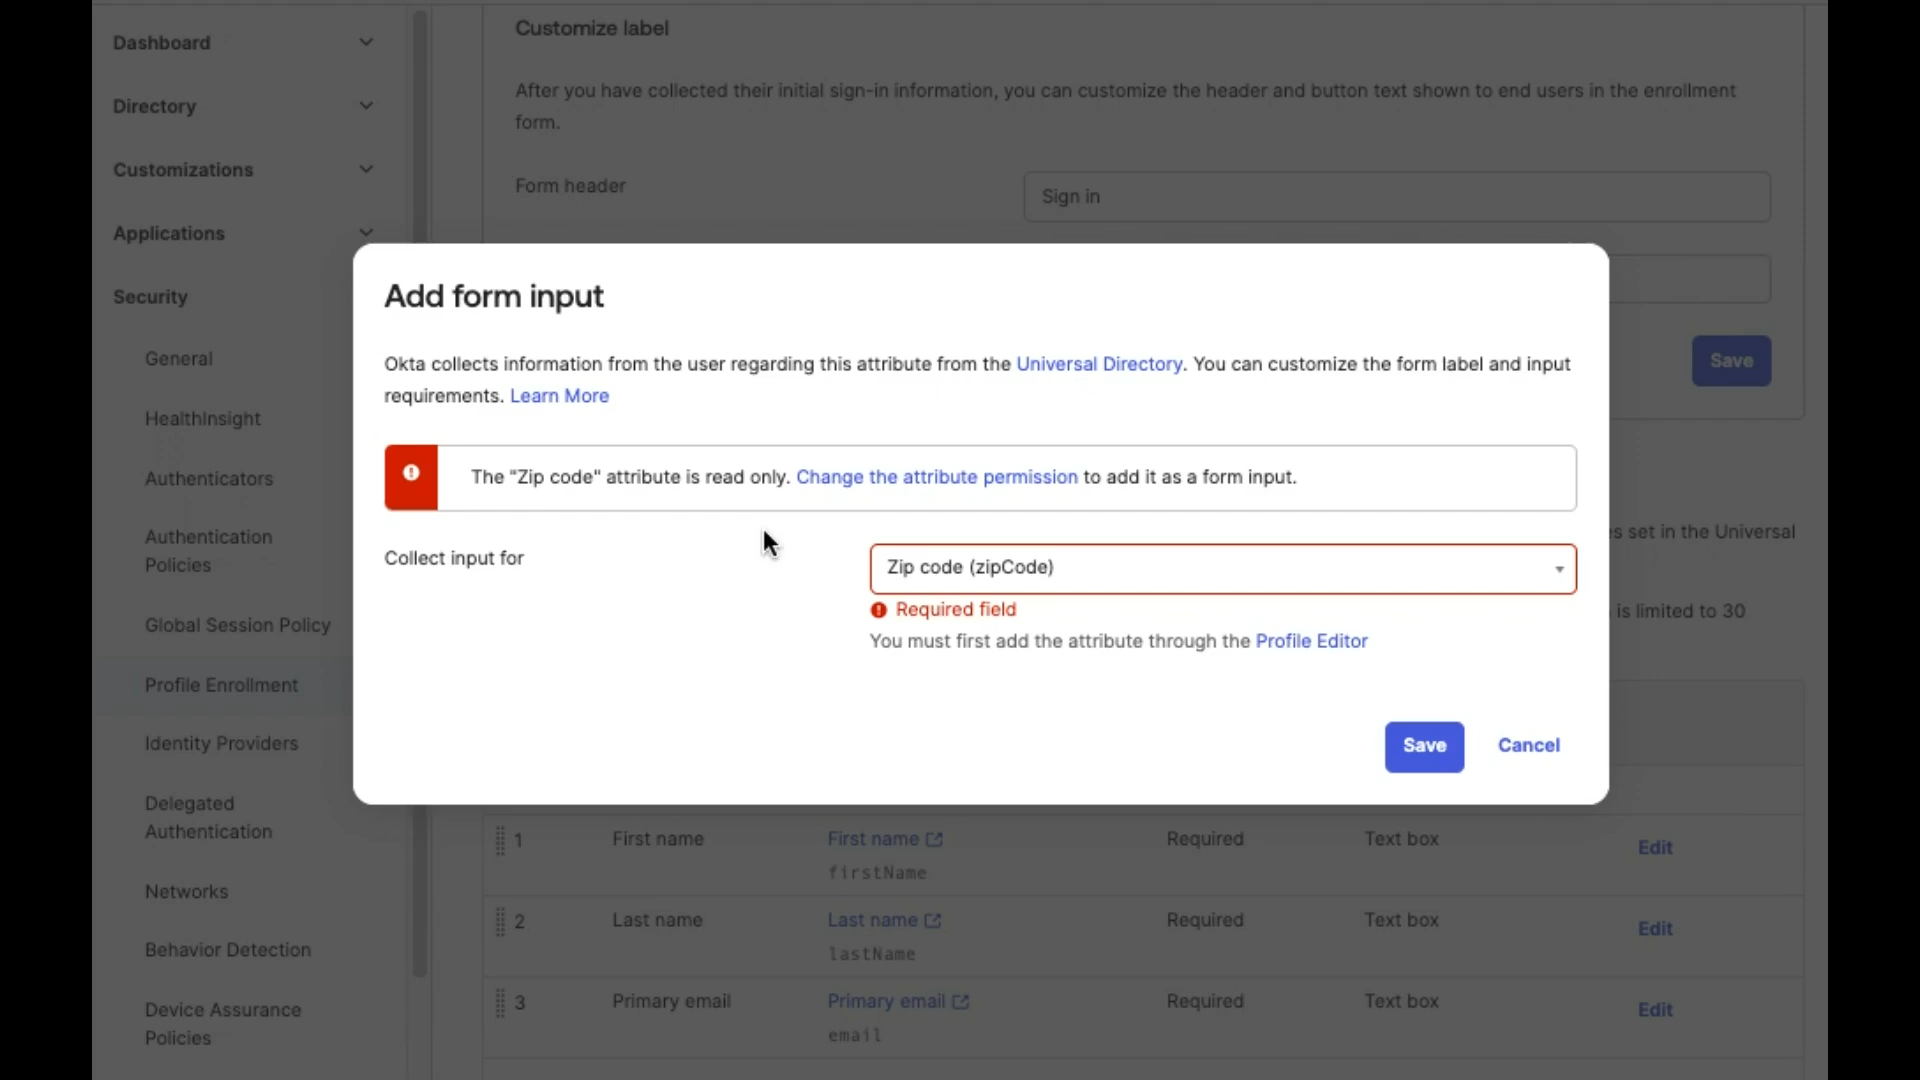 Dashboard
Directory
Customizations
Applications
Security
General
HealthInsight
Authenticators
Authentication
Policies
Global Session Policy
Profile Enrollment
Identity Providers
Delegated
Authentication
Networks
Behavior Detection
Device Assurance
Policies
Customize label
After you have collected their initial sign-in information, you can customize the header and button text shown to end users in the enrollment
form.
Form header
Sign in
Save
Add form input
Okta collects information from the user regarding this attribute from the Universal Directory. You can customize the form label and input
requirements. Learn More
The "Zip code" attribute is read only. Change the attribute permission to add it as a form input.
Collect input for
Zip code (zipCode)
Required field
You must first add the attribute through the Profile Editor
Save Cancel
set in the Universal
is limited to 30
1 First name First name Required Text box Edit
firstName
2 Last name Last name Required Text box Edit
lastName
3 Primary email Primary email Required Text box Edit
email